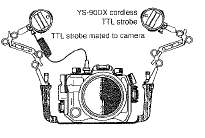 YS-90DX cordless
TTL strobe
TTL strobe mated to camera